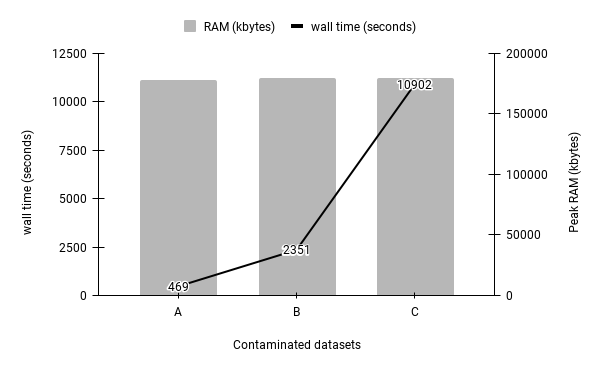 RAM (kbytes) wall time (seconds)
12500
10000
7500
5000
2500
0
wall time (seconds)
200000
150000
100000
50000
0
Peak RAM (kbytes)
469
2351
10902
A B C
Contaminated datasets